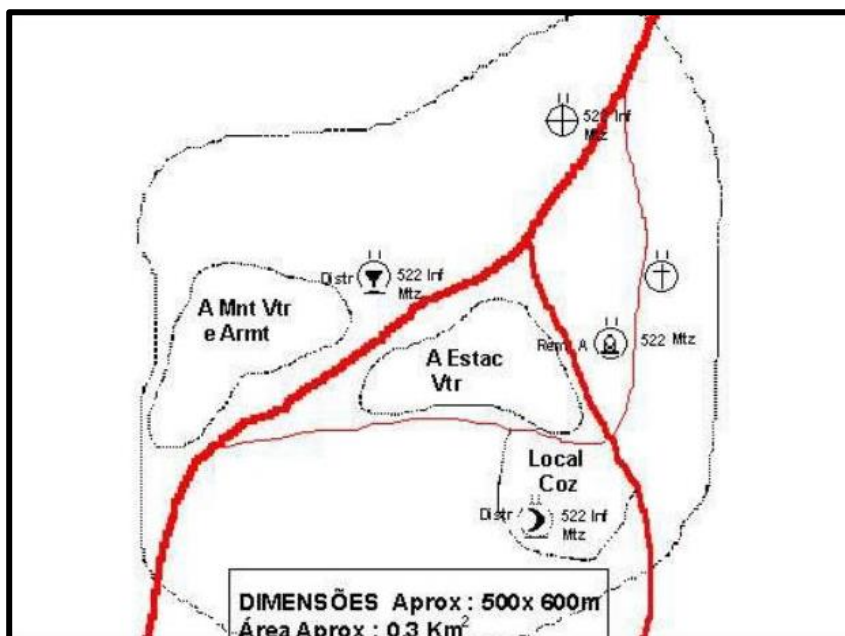 522 Inf
Mtz
Distr 522 Inf
Mtz
A Mnt Vtr
e Armt
A Estac
Vtr
Rem A 522 Mtz
Local
Coz
Distr 522 Inf
Mtz
DIMENSÕES Aprox : 500x 600m
Área Aprox : 0,3 Km²